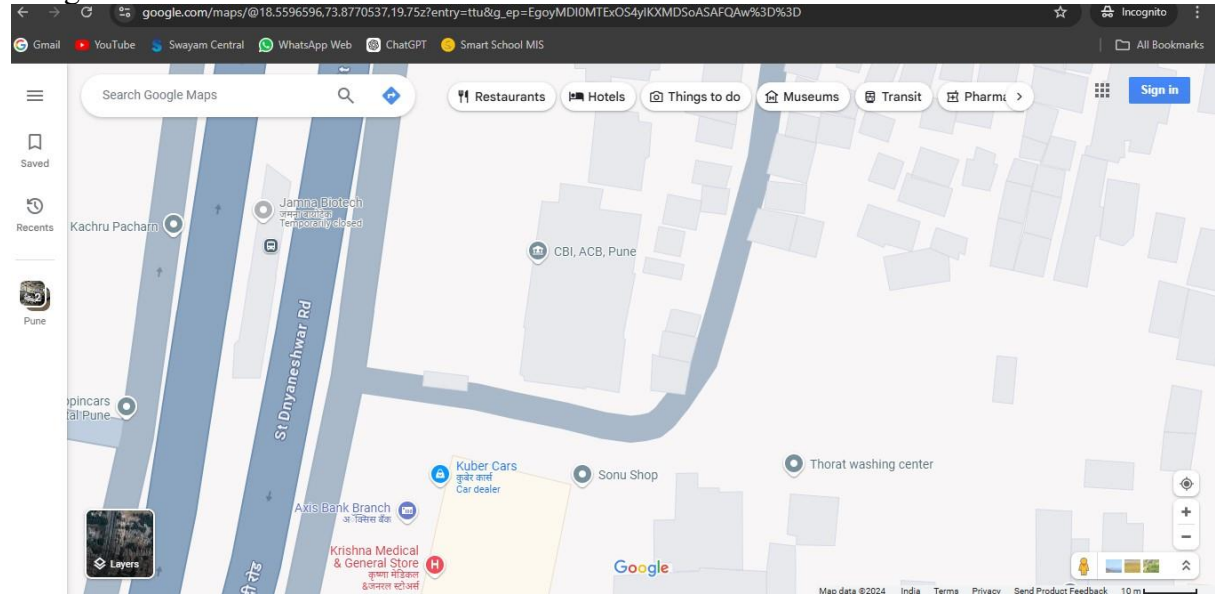 google.com/maps/@18.5596596,73.8770537,19.75z?entry=ttu&g_ep=EgoyMDI0MTExOS4yIKXMDSoASAFQAw%3D%3D
Incognito
Gmail
YouTube
Swayam Central
WhatsApp Web
ChatGPT
Smart School MIS
All Bookmarks
Search Google Maps
Restaurants
Hotels
Things to do
Museums
Transit
Sign in
Saved
Recents
Pune
Jamna Biotech
Temporarily closed
Kachru Pacharn
CBI, ACB, Pune
St Dnyaneshwar Rd
pincars
tal Pune
Kuber Cars
कुबेर कार्स
Car dealer
Sonu Shop
Thorat washing center
Axis Bank Branch
Krishna Medical
& General Store
कृष्णा मेडिकल
&जनरल स्टोअर्स
Layers
Google
Map data ©2024 India Terms Privacy Send Product Feedback 10 m